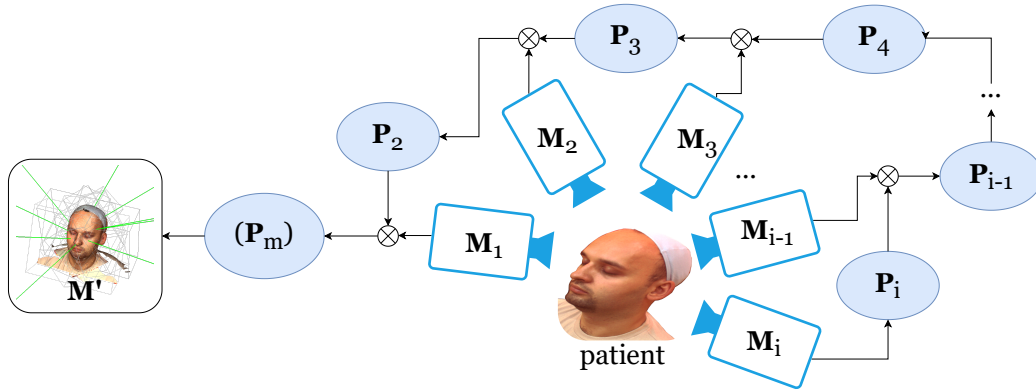 P₃
P₄
...
M₂
M₃
P₂
...
Pᵢ₋₁
(Pₘ)
M₁
Mᵢ₋₁
M'
Pᵢ
Mᵢ
patient